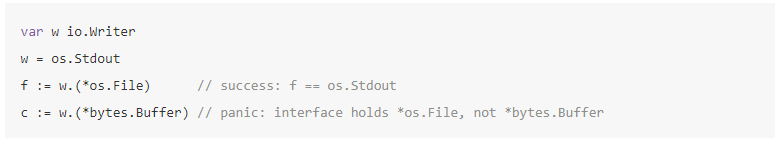 var w io.Writer
w = os.Stdout
f := w.(*os.File)      // success: f == os.Stdout
c := w.(*bytes.Buffer) // panic: interface holds *os.File, not *bytes.Buffer